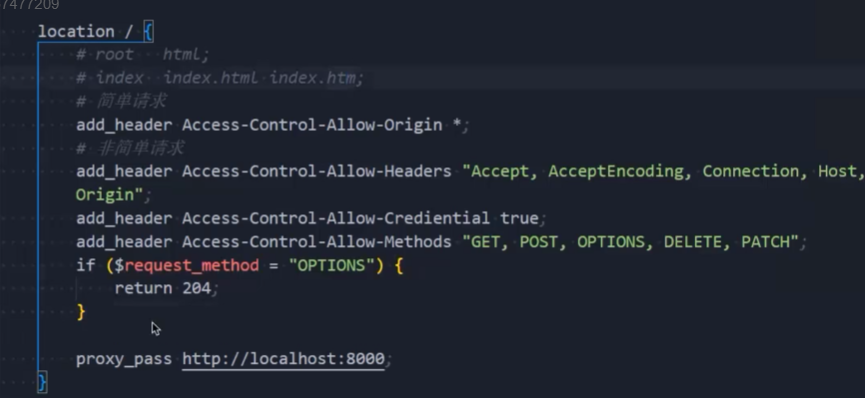 7477209
location / {
# root html;
# index index.html index.htm;
# 简单请求
add_header Access-Control-Allow-Origin *;
# 非简单请求
add_header Access-Control-Allow-Headers "Accept, AcceptEncoding, Connection, Host,
Origin";
add_header Access-Control-Allow-Crediential true;
add_header Access-Control-Allow-Methods "GET, POST, OPTIONS, DELETE, PATCH";
if ($request_method = "OPTIONS") {
return 204;
}
proxy_pass http://localhost:8000;
}